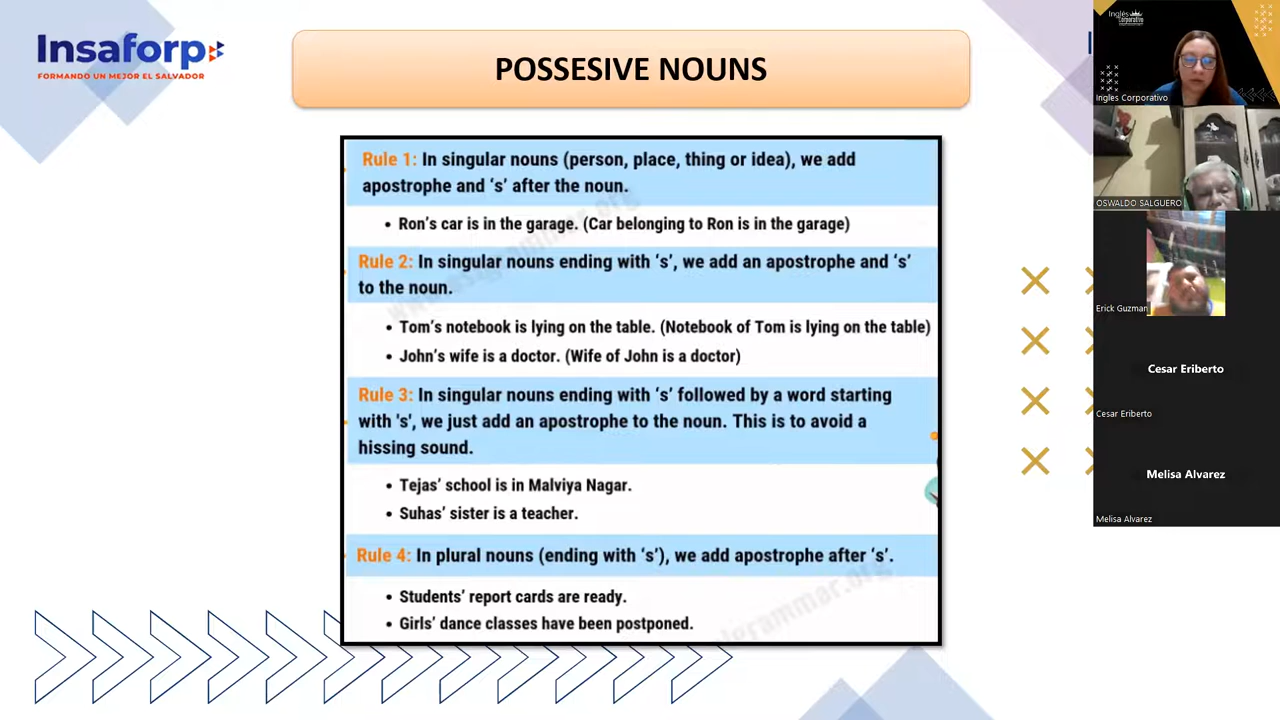 Insaforp
FORMANDO UN MEJOR EL SALVADOR
POSSESIVE NOUNS
Rule 1: In singular nouns (person, place, thing or idea), we add
apostrophe and ‘s’ after the noun.
• Ron’s car is in the garage. (Car belonging to Ron is in the garage)
Rule 2: In singular nouns ending with ‘s’, we add an apostrophe and ‘s’
to the noun.
• Tom’s notebook is lying on the table. (Notebook of Tom is lying on the table)
• John’s wife is a doctor. (Wife of John is a doctor)
Rule 3: In singular nouns ending with ‘s’ followed by a word starting
with 's', we just add an apostrophe to the noun. This is to avoid a
hissing sound.
• Tejas’ school is in Malviya Nagar.
• Suhas’ sister is a teacher.
Rule 4: In plural nouns (ending with ‘s’), we add apostrophe after ‘s’.
• Students’ report cards are ready.
• Girls’ dance classes have been postponed.
Inglés
Corporativo
Ingles Corporativo
OSWALDO SALGUERO
Erick Guzman
Cesar Eriberto
Cesar Eriberto
Melisa Alvarez
Melisa Alvarez